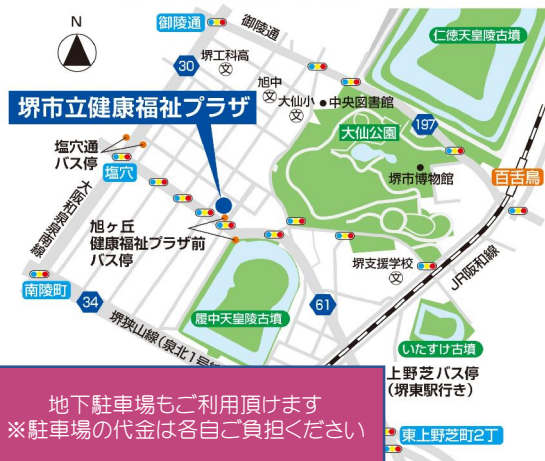 御陵通
御陵通
仁徳天皇陵古墳
30
堺工科高
文
旭中
文
大仙小
文
中央図書館
197
堺市立健康福祉プラザ
大仙公園
塩穴通
バス停
塩穴
堺市博物館
百舌鳥
大阪和泉泉南線
旭ヶ丘
健康福祉プラザ前
バス停
堺支援学校
文
JR阪和線
南陵町
34
61
履中天皇陵古墳
堺狭山線(泉北1号線
いたすけ古墳
上野芝バス停
(堺東駅行き)
地下駐車場もご利用頂けます
※駐車場の代金は各自ご負担ください
東上野芝町2丁